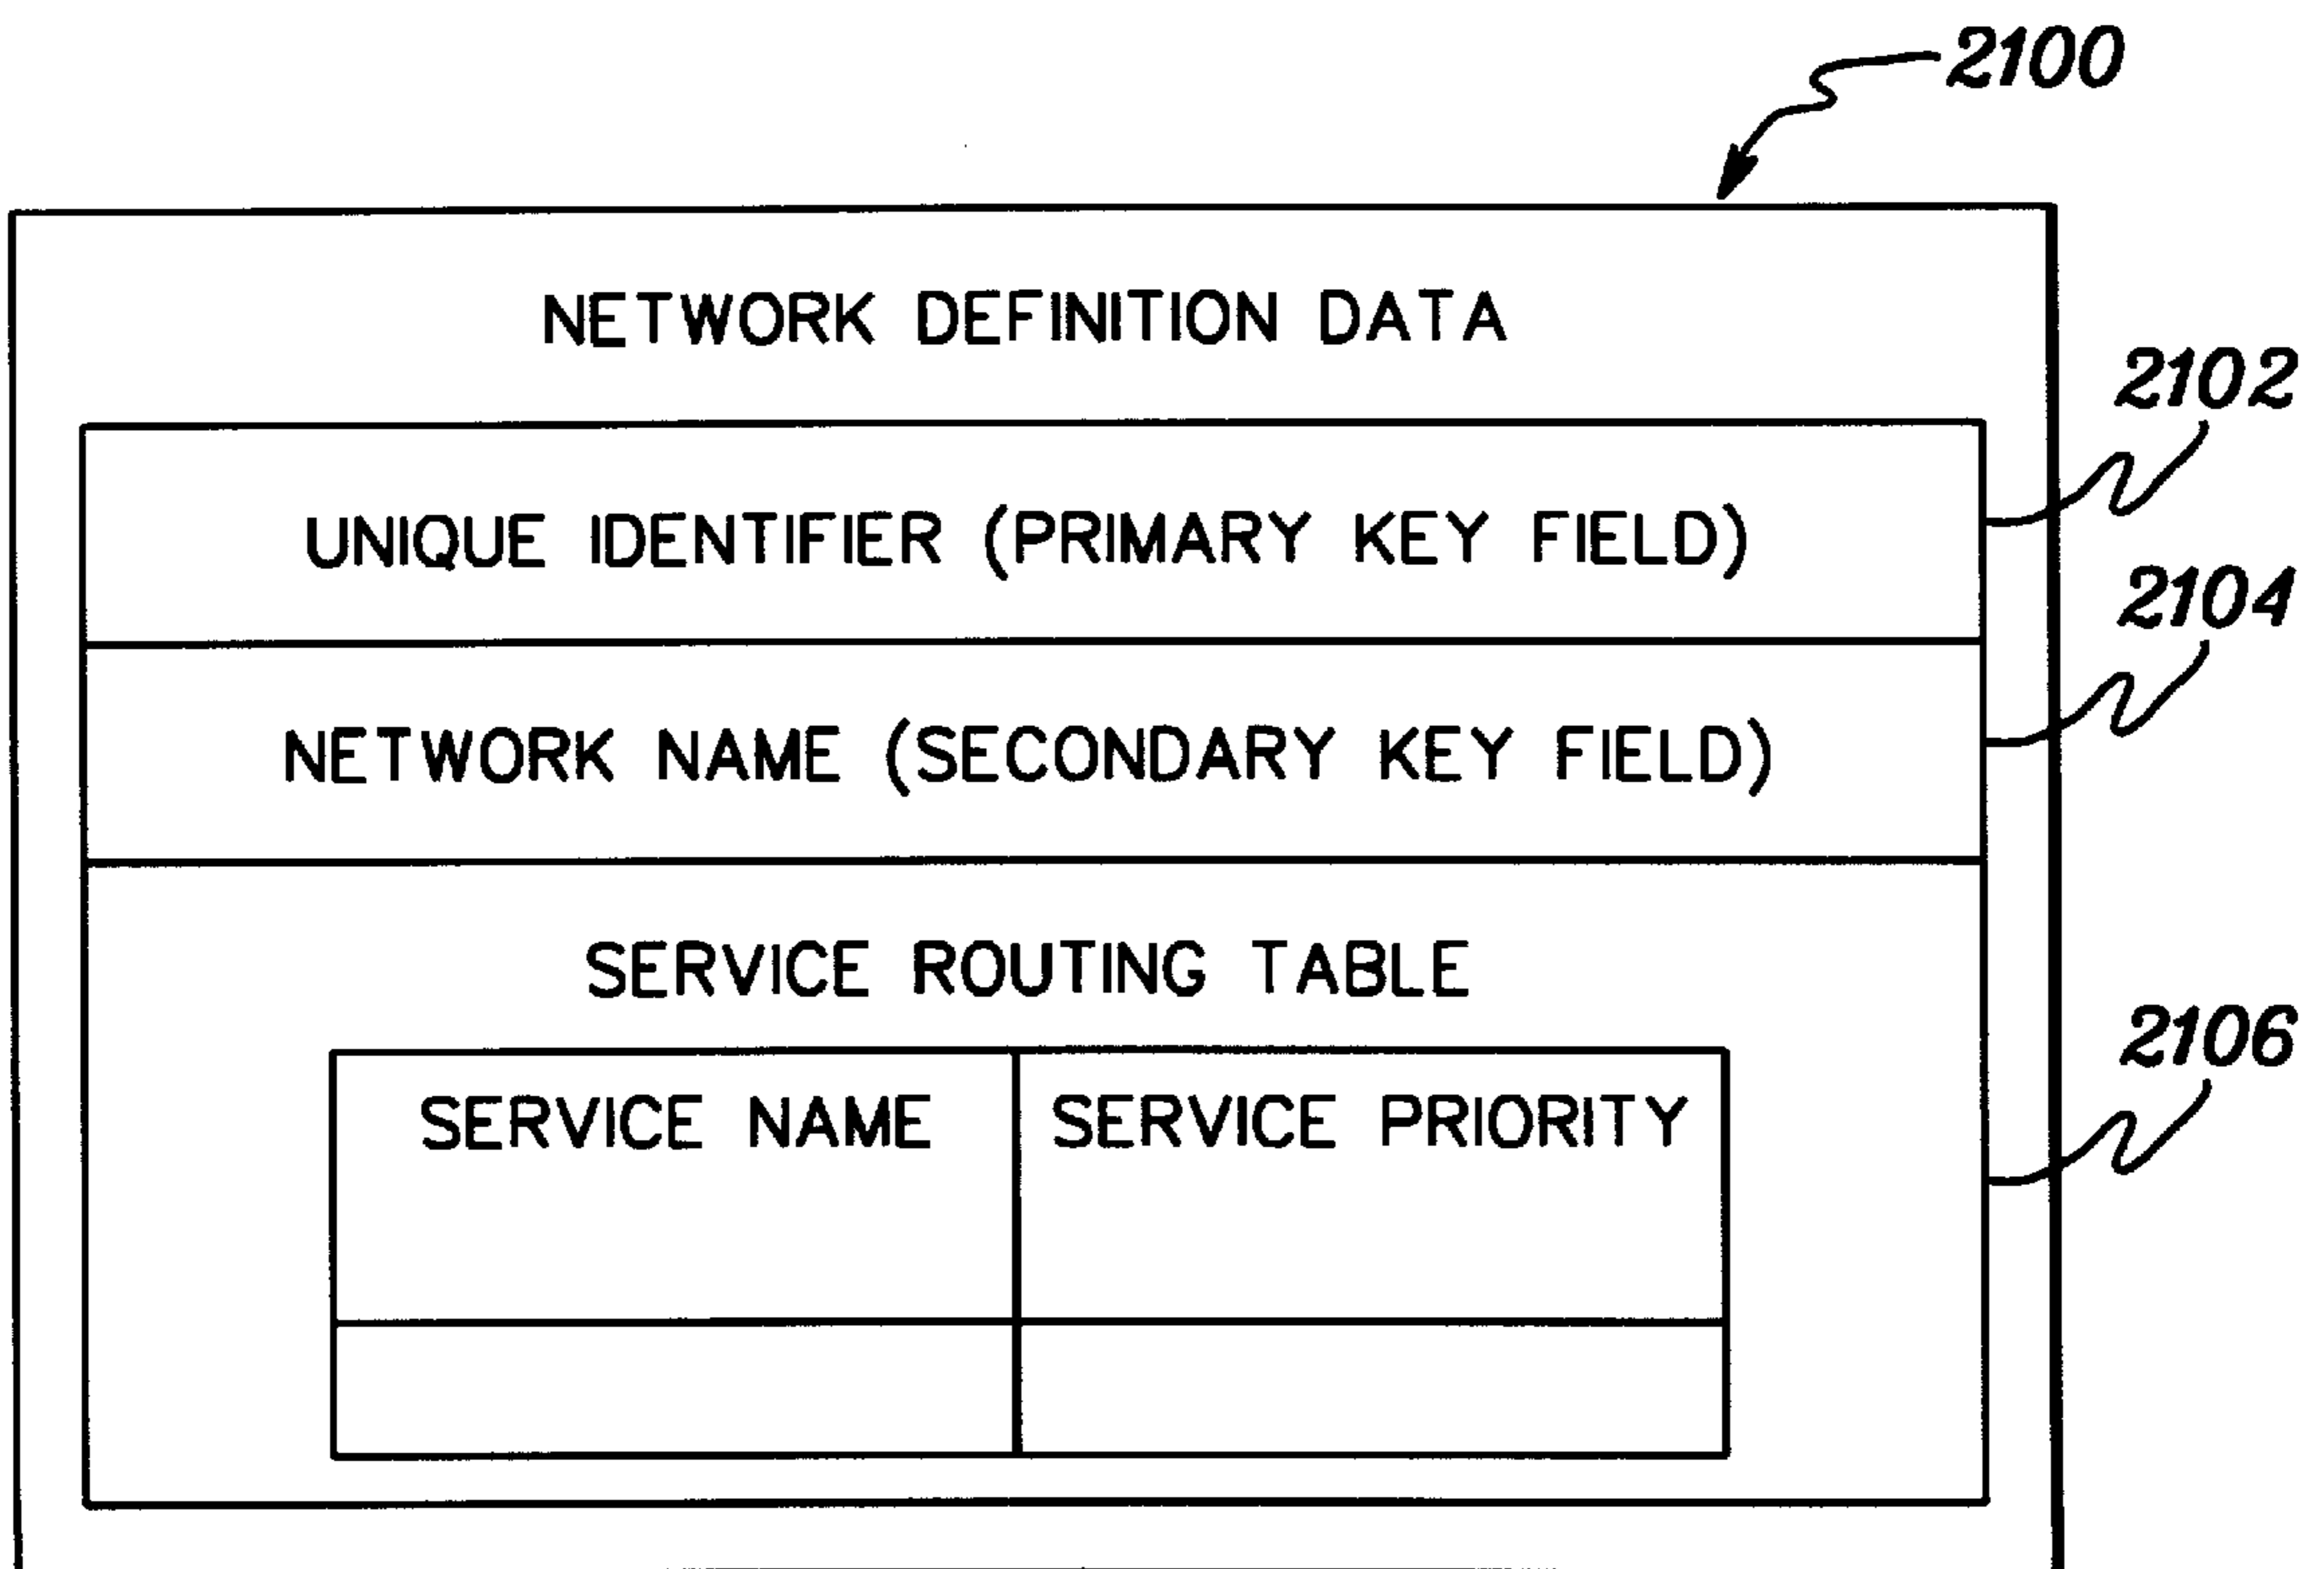 2100
NETWORK DEFINITION DATA
2102
UNIQUE IDENTIFIER (PRIMARY KEY FIELD)
2104
NETWORK NAME (SECONDARY KEY FIELD)
SERVICE ROUTING TABLE
2106
SERVICE NAME
SERVICE PRIORITY